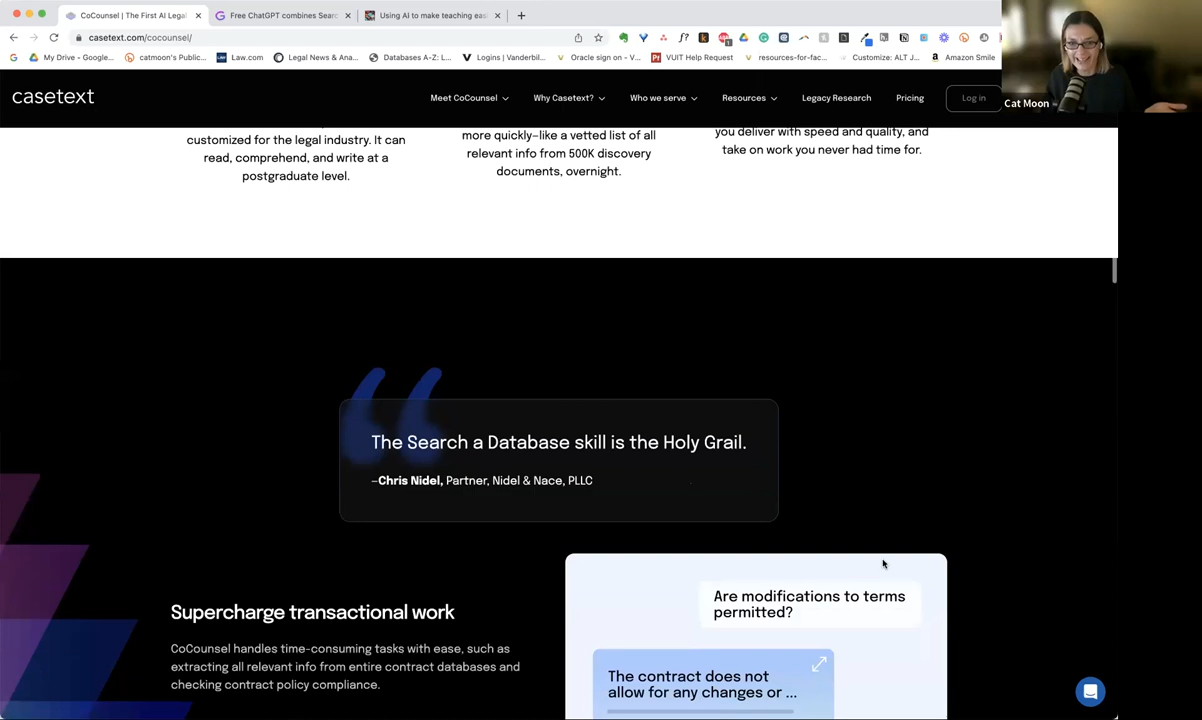 CoCounsel | The First AI Legal
Free ChatGPT combines Searc
Using AI to make teaching easi
casetext.com/cocounsel/
My Drive - Google...
catmoon's Public...
Law.com
Legal News & Ana...
Databases A-Z: L...
Logins | Vanderbil...
Oracle sign on - V...
VUIT Help Request
resources-for-fac...
Customize: ALT J...
Amazon Smile
Cat Moon
casetext
Meet CoCounsel
Why Casetext?
Who we serve
Resources
Legacy Research
Pricing
Log in
customized for the legal industry. It can
read, comprehend, and write at a
postgraduate level.
more quickly—like a vetted list of all
relevant info from 500K discovery
documents, overnight.
you deliver with speed and quality, and
take on work you never had time for.
The Search a Database skill is the Holy Grail.
—Chris Nidel, Partner, Nidel & Nace, PLLC
Supercharge transactional work
CoCounsel handles time-consuming tasks with ease, such as
extracting all relevant info from entire contract databases and
checking contract policy compliance.
Are modifications to terms
permitted?
The contract does not
allow for any changes or ...